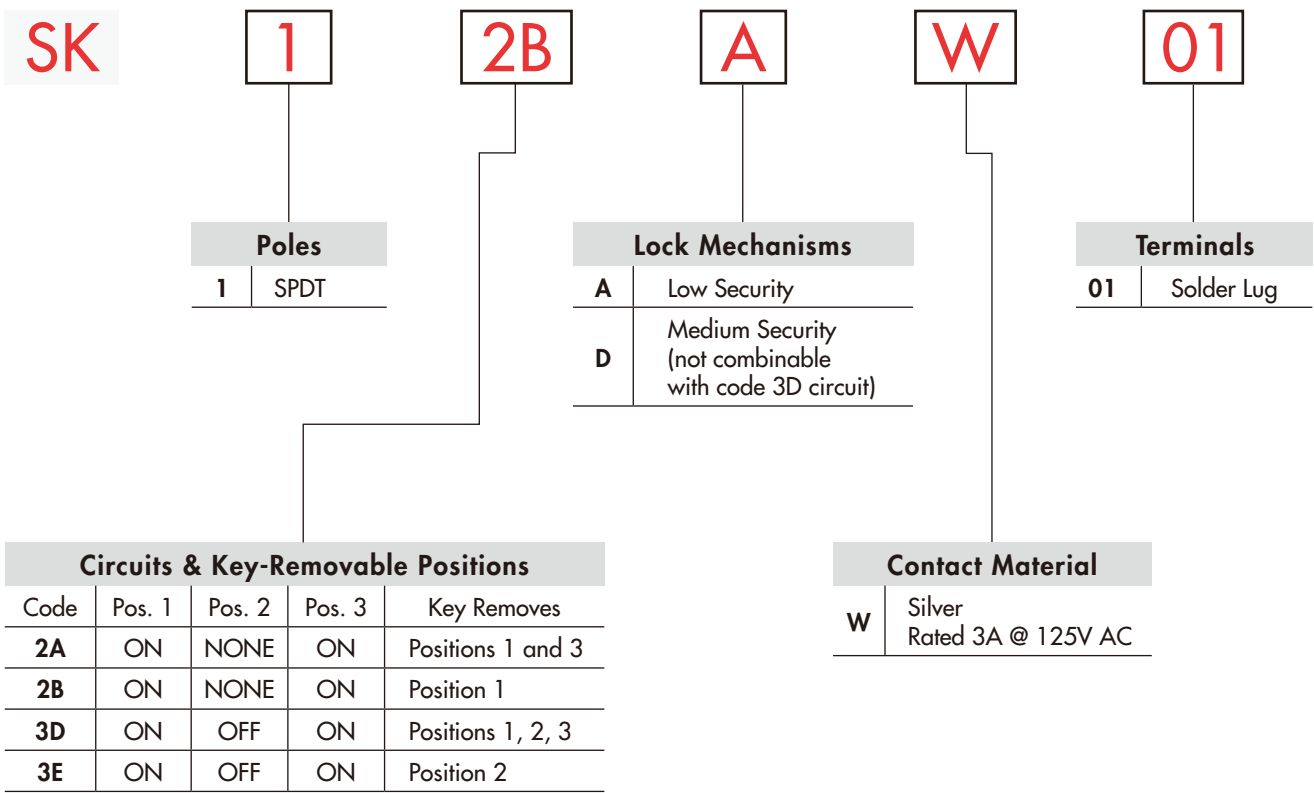 SK 1 2B A W 01
Poles
1 SPDT
Lock Mechanisms
A Low Security
D Medium Security
(not combinable
with code 3D circuit)
Terminals
01 Solder Lug
Circuits & Key-Removable Positions
Code Pos. 1 Pos. 2 Pos. 3 Key Removes
2A ON NONE ON Positions 1 and 3
2B ON NONE ON Position 1
3D ON OFF ON Positions 1, 2, 3
3E ON OFF ON Position 2
Contact Material
W Silver
Rated 3A @ 125V AC